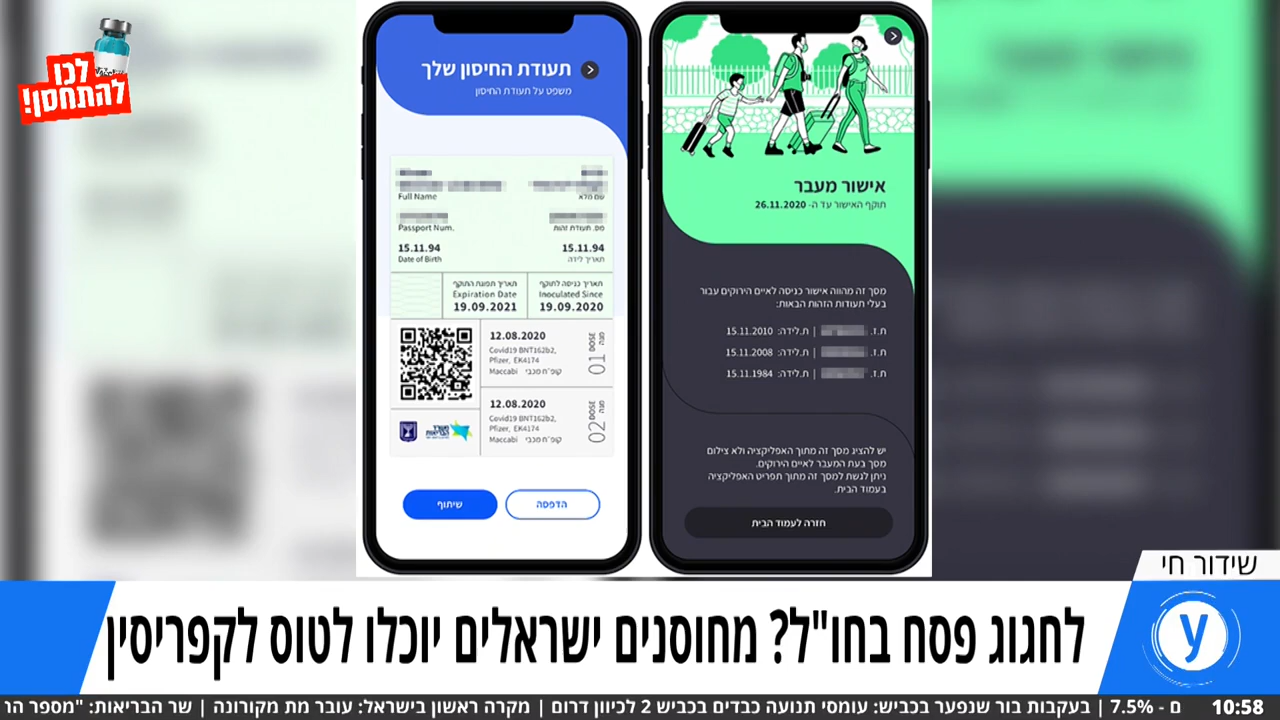 לכו
להתחסן!
תעודת החיסון שלך
משפט על תעודת החיסון
Full Name
שם מלא
Passport Num.
מס. תעודת זהות
15.11.94
15.11.94
Date of Birth
תאריך לידה
תאריך תפוגת התוקף
Expiration Date
19.09.2021
תאריך כניסה לתוקף
Inoculated Since
19.09.2020
12.08.2020
Covid19 BNT162b2,
Pfizer, EK4174
Maccabi קופ״ח מכבי
01 DOSE מנה
12.08.2020
Covid19 BNT162b2,
Pfizer, EK4174
Maccabi קופ״ח מכבי
02 DOSE מנה
משרד הבריאות
שיתוף
הדפסה
אישור מעבר
תוקף האישור עד ה- 26.11.2020
מסך זה מהווה אישור כניסה לאיים הירוקים עבור
בעלי תעודות הזהות הבאות:
ת.ז. | ת.לידה: 15.11.2010
ת.ז. | ת.לידה: 15.11.2008
ת.ז. | ת.לידה: 15.11.1984
יש להציג מסך זה מתוך האפליקציה ולא צילום
מסך בעת המעבר לאיים הירוקים.
ניתן לגשת למסך זה מתוך תפריט האפליקציה
בעמוד הבית.
חזרה לעמוד הבית
שידור חי
y
לחגוג פסח בחו"ל? מחוסנים ישראלים יוכלו לטוס לקפריסין
10:58
ם - 7.5% | בעקבות בור שנפער בכביש: עומסי תנועה כבדים בכביש 2 לכיוון דרום | מקרה ראשון בישראל: עובר מת מקורונה | שר הבריאות: "מספר הר